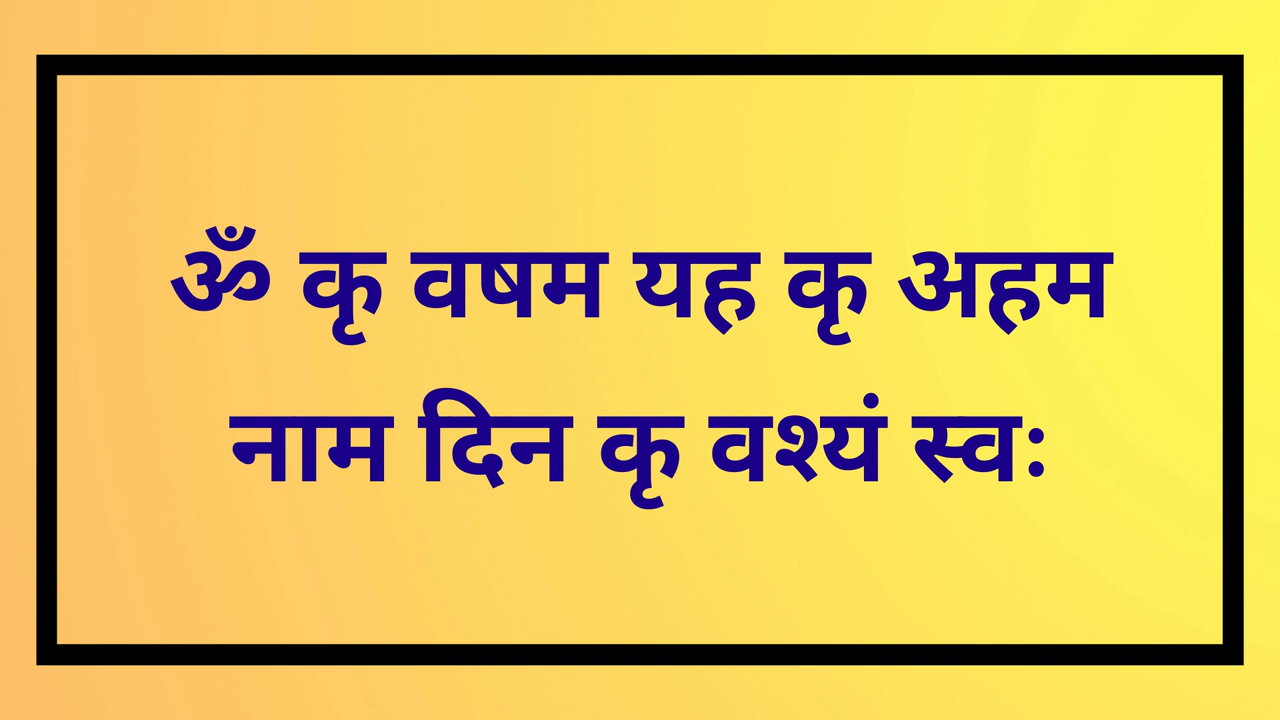 ॐ कृ वषम यह कृ अहम
नाम दिन कृ वश्यं स्वः